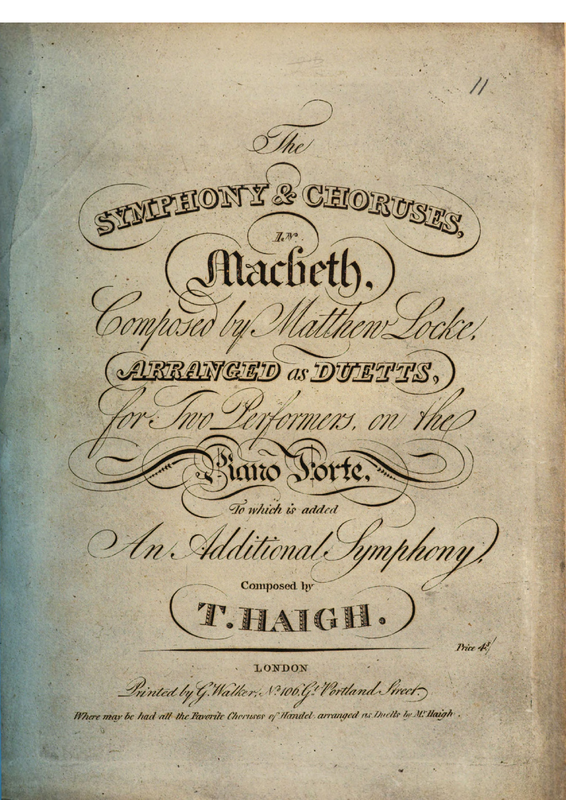 11
The
SYMPHONY & CHORUSES,
IN
Macbeth,
Composed by Matthew Locke,
ARRANGED as DUETTS,
for Two Performers, on the
Piano Forte,
To which is added
An Additional Symphony,
Composed by
T. HAIGH.
Price 4s/
LONDON
Printed by G. Walker, No. 106, Gt. Portland Street
Where may be had all the Favorite Choruses of Handel, arranged as Duetts by Mr. Haigh.